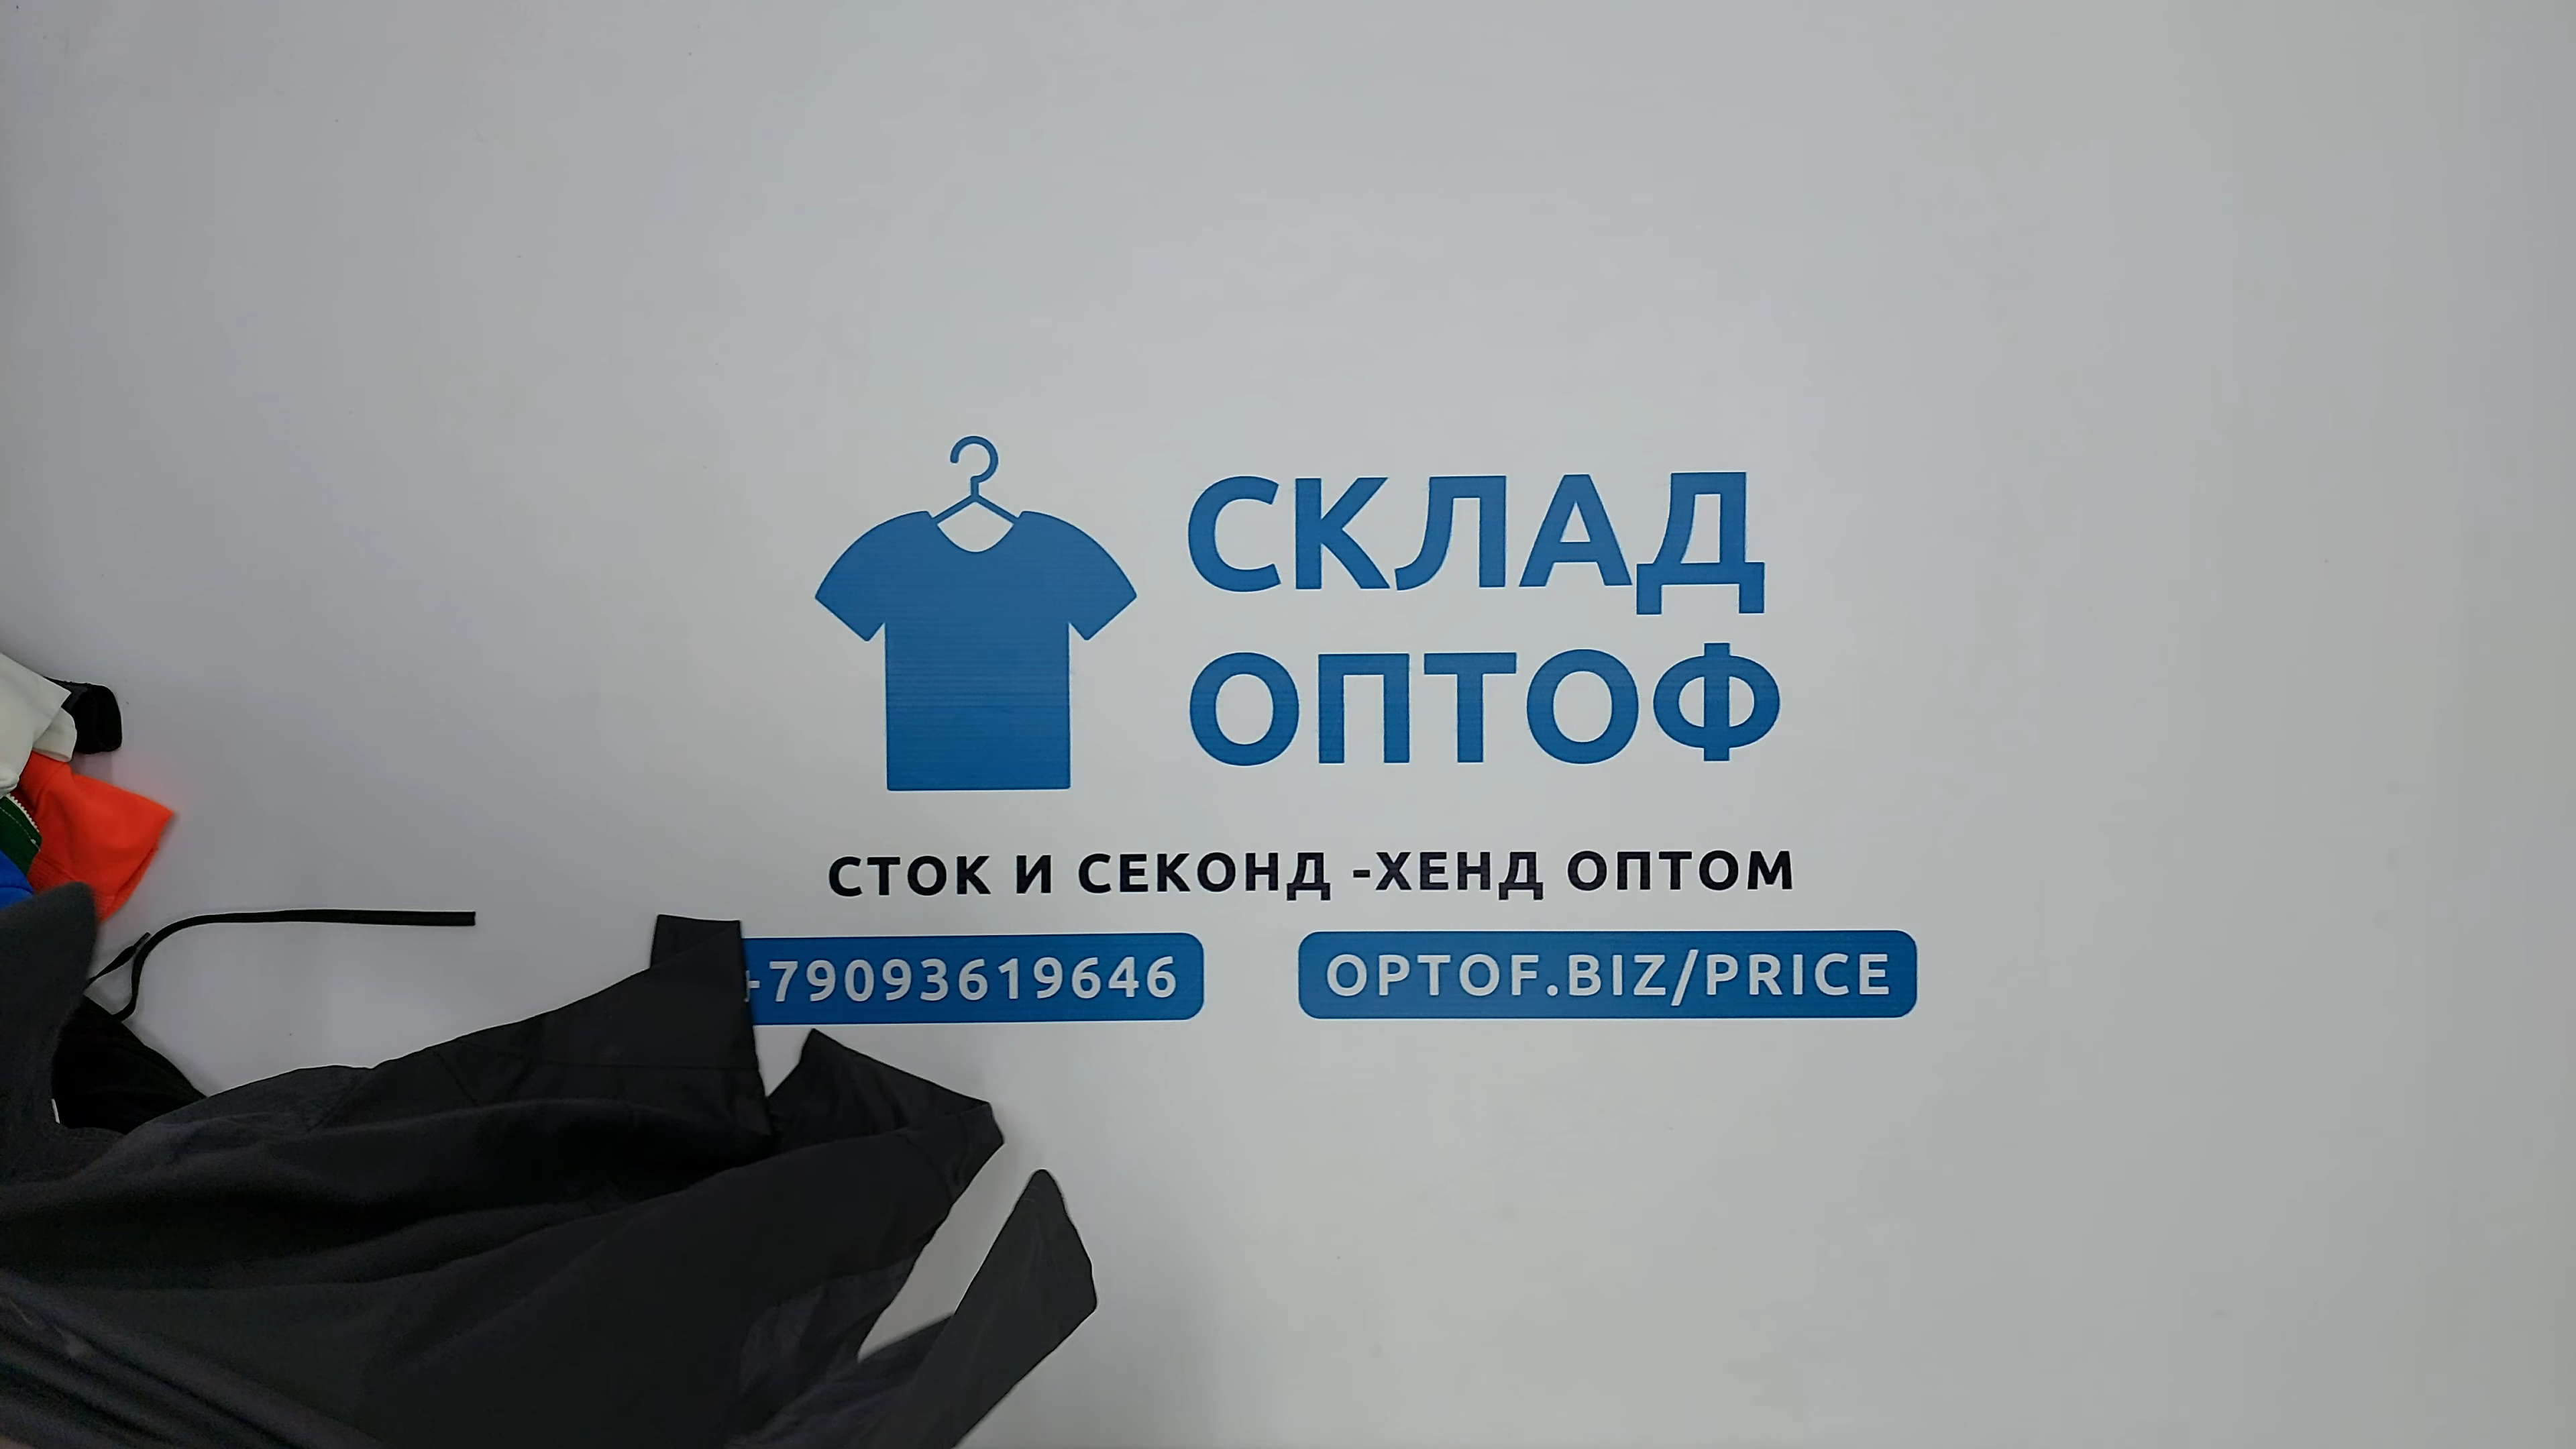 СКЛАД
ОПТОФ
СТОК И СЕКОНД -ХЕНД ОПТОМ
+79093619646
OPTOF.BIZ/PRICE